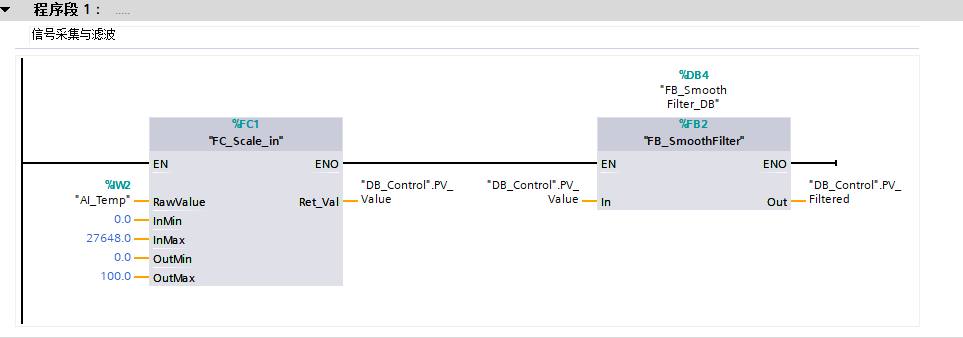 程序段 1： .....
信号采集与滤波
%DB4
"FB_Smooth
Filter_DB"
%FC1
"FC_Scale_in"
%FB2
"FB_SmoothFilter"
EN ENO
EN ENO
%IW2
"AI_Temp" RawValue
0.0 InMin
27648.0 InMax
0.0 OutMin
100.0 OutMax
Ret_Val
"DB_Control".PV_
Value
"DB_Control".PV_
Value In
Out
"DB_Control".PV_
Filtered